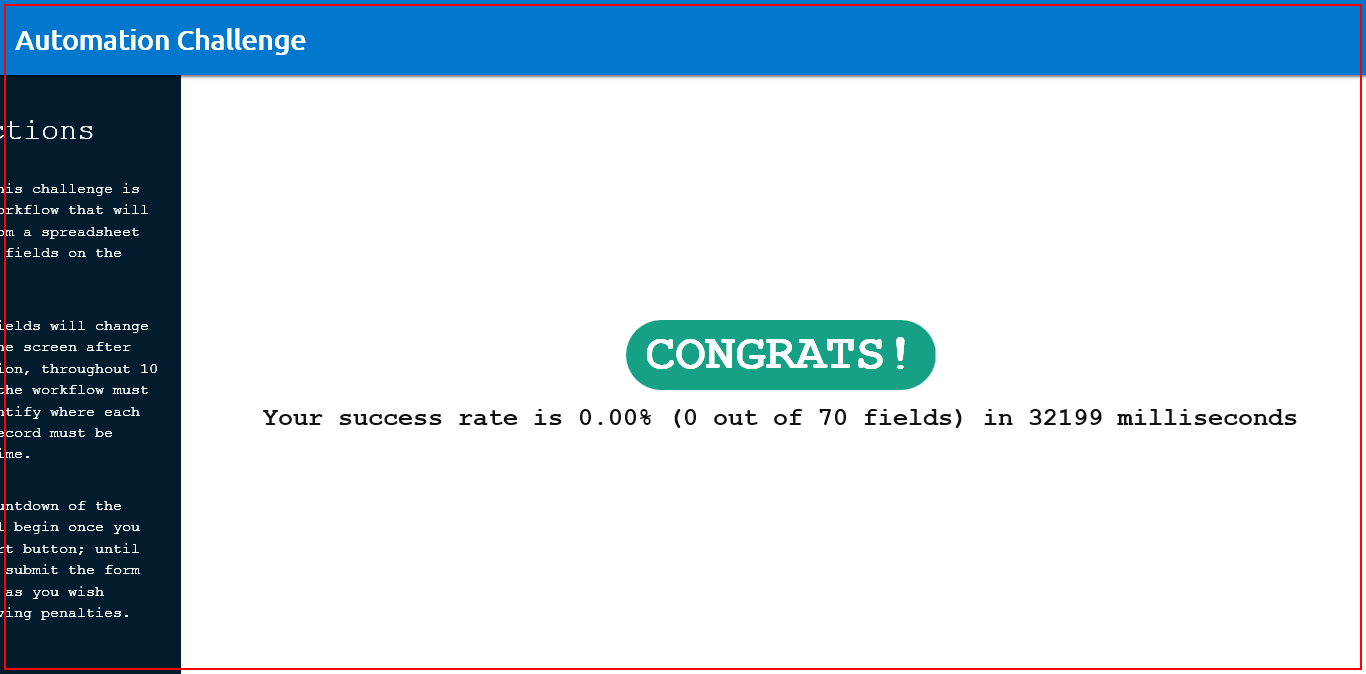 Automation Challenge
ctions
his challenge is
orkflow that will
om a spreadsheet
fields on the
ields will change
he screen after
ion, throughout 10
the workflow must
ntify where each
ecord must be
ime.
untdown of the
l begin once you
rt button; until
submit the form
as you wish
ving penalties.
CONGRATS!
Your success rate is 0.00% (0 out of 70 fields) in 32199 milliseconds